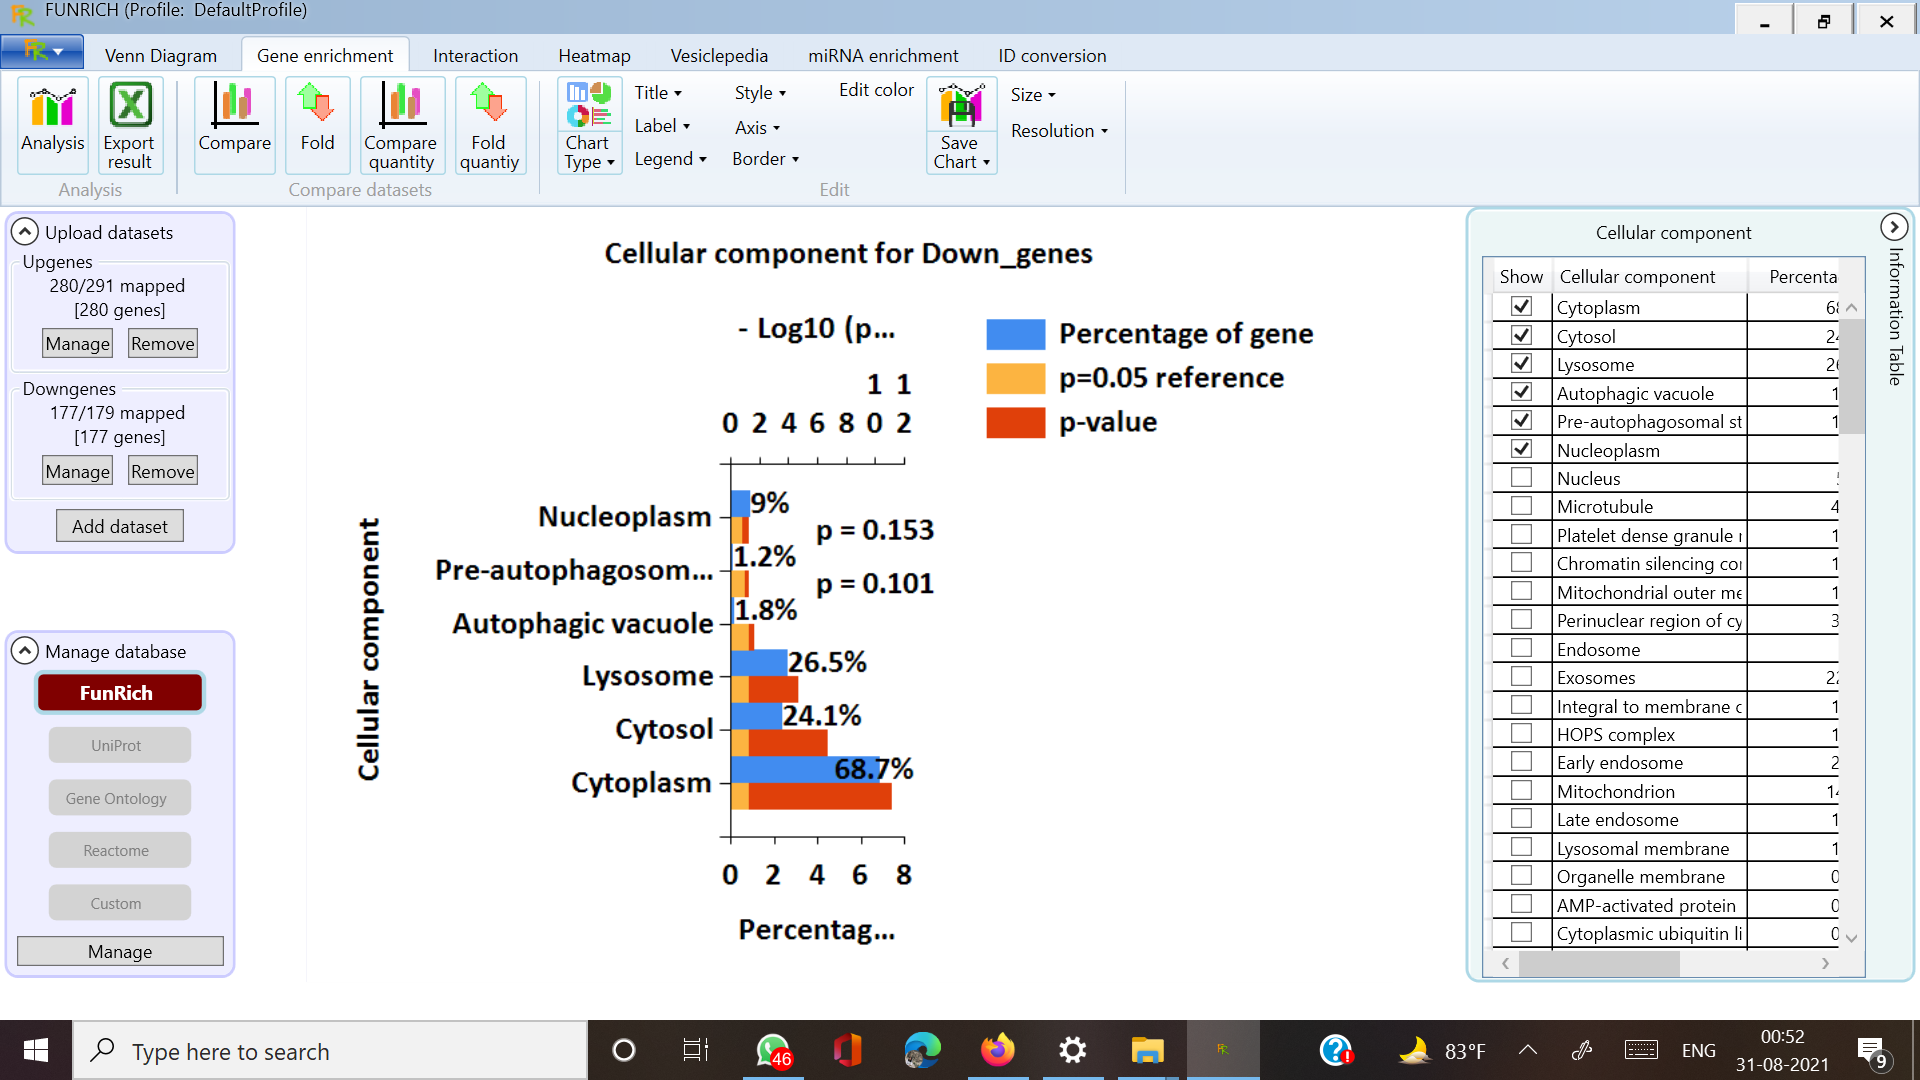 FUNRICH (Profile: DefaultProfile)
Venn Diagram
Gene enrichment
Interaction
Heatmap
Vesiclepedia
miRNA enrichment
ID conversion
Analysis
Export
result
Analysis
Compare
Fold
Compare
quantity
Fold
quantiy
Compare datasets
Chart
Type
Title
Label
Legend
Style
Axis
Border
Edit color
Save
Chart
Edit
Size
Resolution
Upload datasets
Upgenes
280/291 mapped
[280 genes]
Manage Remove
Downgenes
177/179 mapped
[177 genes]
Manage Remove
Add dataset
Manage database
FunRich
UniProt
Gene Ontology
Reactome
Custom
Manage
Cellular component for Down_genes
- Log10 (p...
1 1
0 2 4 6 8 0 2
Percentage of gene
p=0.05 reference
p-value
Cellular component
Nucleoplasm 9%
p = 0.153
Pre-autophagosom... 1.2%
p = 0.101
Autophagic vacuole 1.8%
Lysosome 26.5%
Cytosol 24.1%
Cytoplasm 68.7%
0 2 4 6 8
Percentag...
Cellular component
Information Table
Show Cellular component Percenta
Cytoplasm 68
Cytosol 24
Lysosome 26
Autophagic vacuole 1
Pre-autophagosomal st 1
Nucleoplasm
Nucleus
Microtubule 4
Platelet dense granule 1
Chromatin silencing co 1
Mitochondrial outer me 1
Perinuclear region of cy 3
Endosome
Exosomes 22
Integral to membrane o 1
HOPS complex 1
Early endosome 2
Mitochondrion 14
Late endosome 1
Lysosomal membrane 1
Organelle membrane 0
AMP-activated protein 0
Cytoplasmic ubiquitin li 0
Type here to search
46
83°F
ENG
00:52
31-08-2021
9